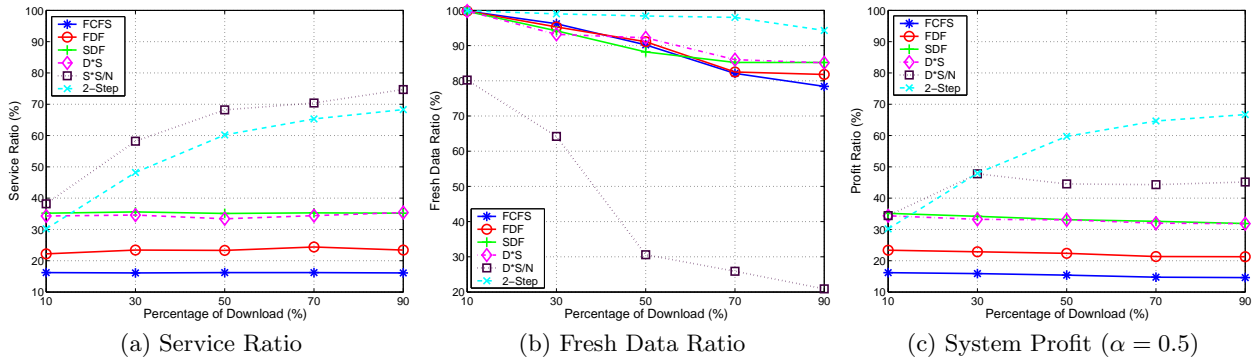 100
90
80
70
60
50
40
30
20
10
10 30 50 70 90
Service Ratio (%)
Percentage of Download (%)
FCFS
FDF
SDF
D*S
S*S/N
2-Step
(a) Service Ratio
100
90
80
70
60
50
40
30
20
10 30 50 70 90
Fresh Data Ratio (%)
Percentage of Download (%)
FCFS
FDF
SDF
D*S
D*S/N
2-Step
(b) Fresh Data Ratio
100
90
80
70
60
50
40
30
20
10
10 30 50 70 90
Profit Ratio (%)
Percentage of Download (%)
FCFS
FDF
SDF
D*S
D*S/N
2-Step
(c) System Profit (α = 0.5)